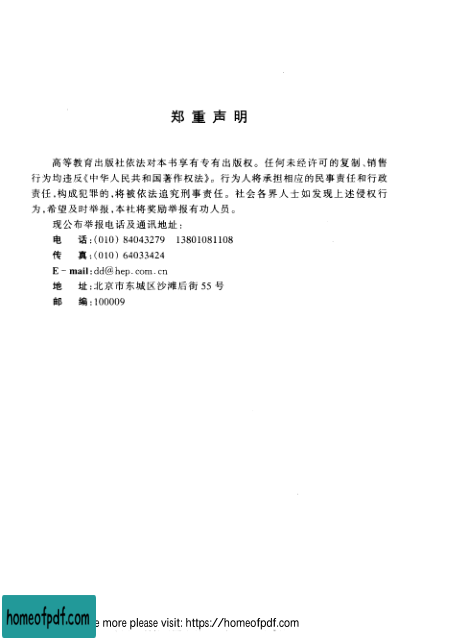 郑重声明
高等教育出版社依法对本书享有专有出版权。任何未经许可的复制、销售
行为均违反《中华人民共和国著作权法》。行为人将承担相应的民事责任和行政
责任,构成犯罪的,将被依法追究刑事责任。社会各界人士如发现上述侵权行
为,希望及时举报,本社将奖励举报有功人员。
现公布举报电话及通讯地址:
电 话:(010) 84043279 13801081108
传 真:(010) 64033424
E-mail:dd@hep.com.cn
地 址:北京市东城区沙滩后街 55 号
邮 编:100009
homeofpdf.com
e more please visit: https://homeofpdf.com